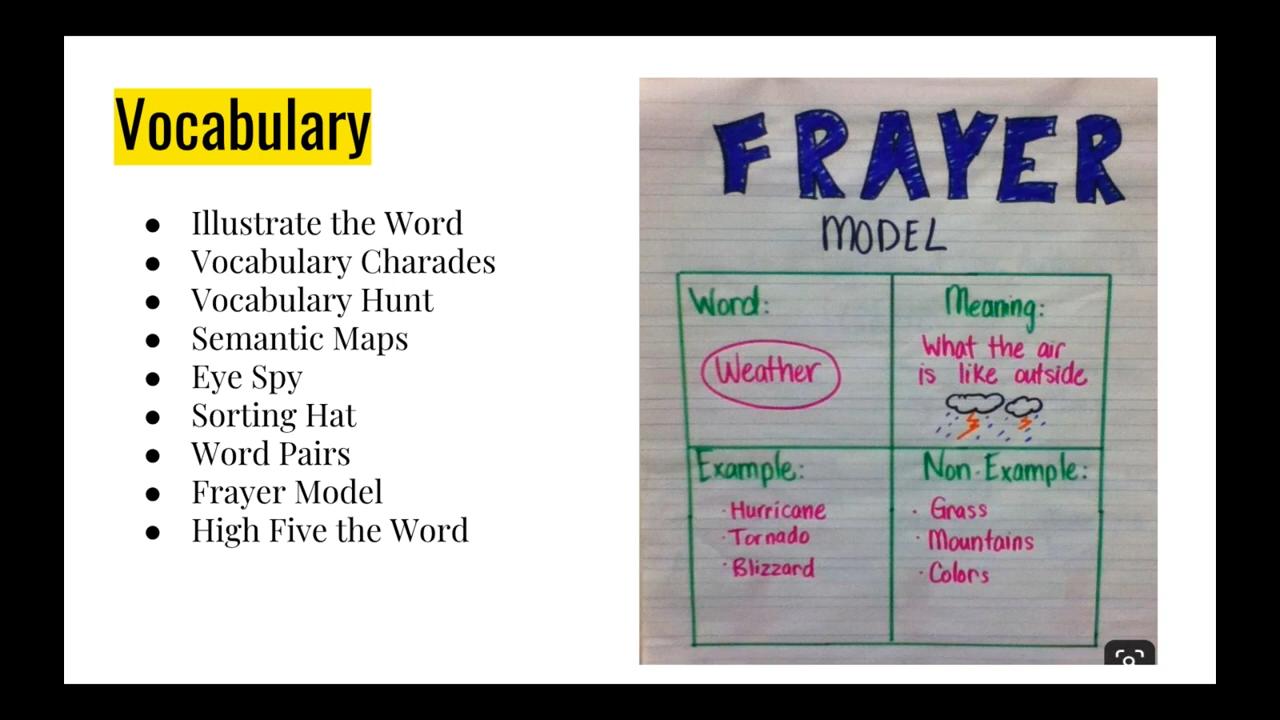 Vocabulary
● Illustrate the Word
● Vocabulary Charades
● Vocabulary Hunt
● Semantic Maps
● Eye Spy
● Sorting Hat
● Word Pairs
● Frayer Model
● High Five the Word
FRAYER
MODEL
Word:
Weather
Meaning:
What the air
is like outside
Example:
· Hurricane
· Tornado
· Blizzard
Non-Example:
· Grass
· Mountains
· Colors